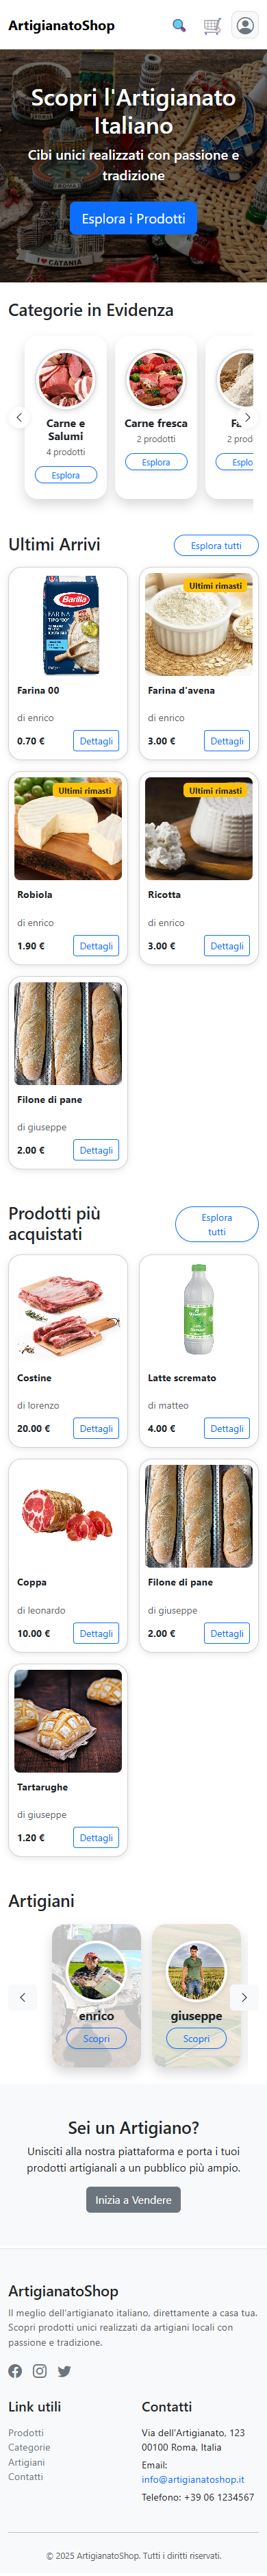 ArtigianatoShop
Scopri l'Artigianato
Italiano
Cibi unici realizzati con passione e
tradizione
Esplora i Prodotti
ROMA
I ♥ CATANIA
Categorie in Evidenza
Carne e
Salumi
4 prodotti
Esplora
Carne fresca
2 prodotti
Esplora
Fa
2 prod
Esplo
Ultimi Arrivi
Esplora tutti
Barilla
FARINA
Farina 00
di enrico
0.70 €
Dettagli
Ultimi rimasti
Farina d'avena
di enrico
3.00 €
Dettagli
Ultimi rimasti
Robiola
di enrico
1.90 €
Dettagli
Ultimi rimasti
Ricotta
di enrico
3.00 €
Dettagli
Filone di pane
di giuseppe
2.00 €
Dettagli
Prodotti più
acquistati
Esplora
tutti
Costine
di lorenzo
20.00 €
Dettagli
Latte scremato
di matteo
4.00 €
Dettagli
Coppa
di leonardo
10.00 €
Dettagli
Filone di pane
di giuseppe
2.00 €
Dettagli
Tartarughe
di giuseppe
1.20 €
Dettagli
Artigiani
enrico
Scopri
giuseppe
Scopri
Sei un Artigiano?
Unisciti alla nostra piattaforma e porta i tuoi
prodotti artigianali a un pubblico più ampio.
Inizia a Vendere
ArtigianatoShop
Il meglio dell'artigianato italiano, direttamente a casa tua.
Scopri prodotti unici realizzati da artigiani locali con
passione e tradizione.
Link utili
Prodotti
Categorie
Artigiani
Contatti
Contatti
Via dell'Artigianato, 123
00100 Roma, Italia
Email:
info@artigianatoshop.it
Telefono: +39 06 1234567
© 2025 ArtigianatoShop. Tutti i diritti riservati.